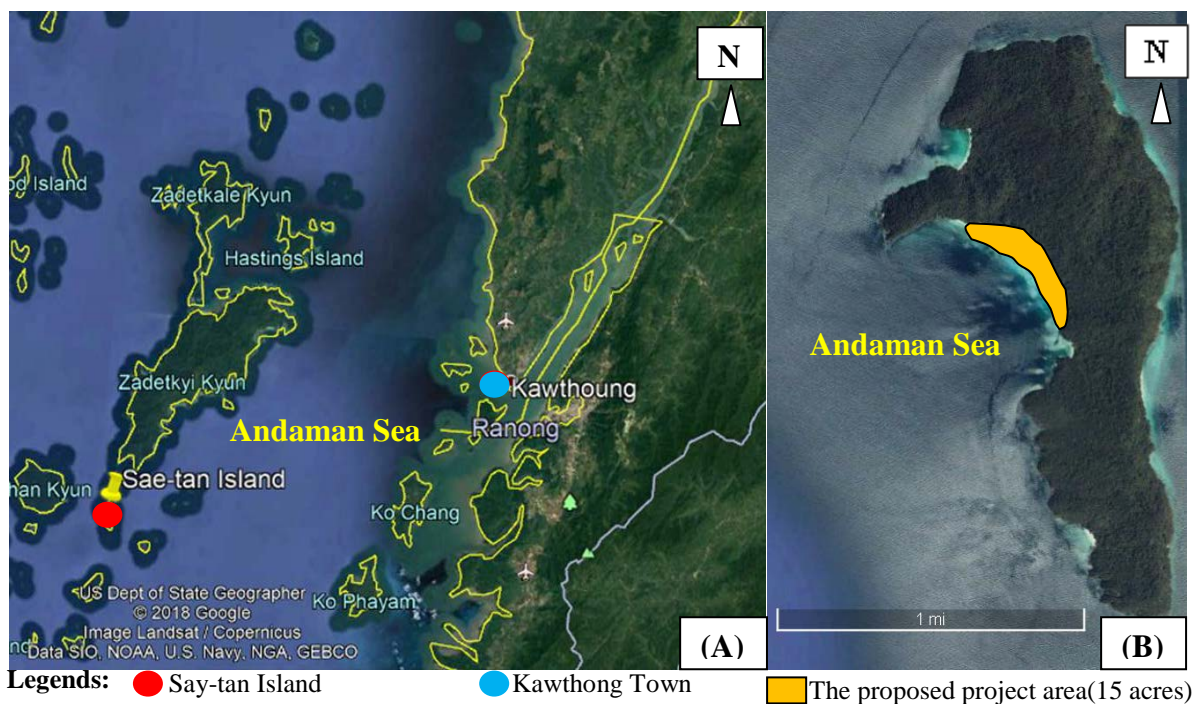 N
N
od Island
Zadetkale Kyun
Hastings Island
Zadetkyi Kyun
Kawthoung
Andaman Sea
Ranong
Andaman Sea
Sae-tan Island
han Kyun
Ko Chang
Ko Phayam
US Dept of State Geographer
© 2018 Google
Image Landsat / Copernicus
Data SIO, NOAA, U.S. Navy, NGA, GEBCO
1 mi
(A)
(B)
Legends: Say-tan Island Kawthong Town The proposed project area(15 acres)